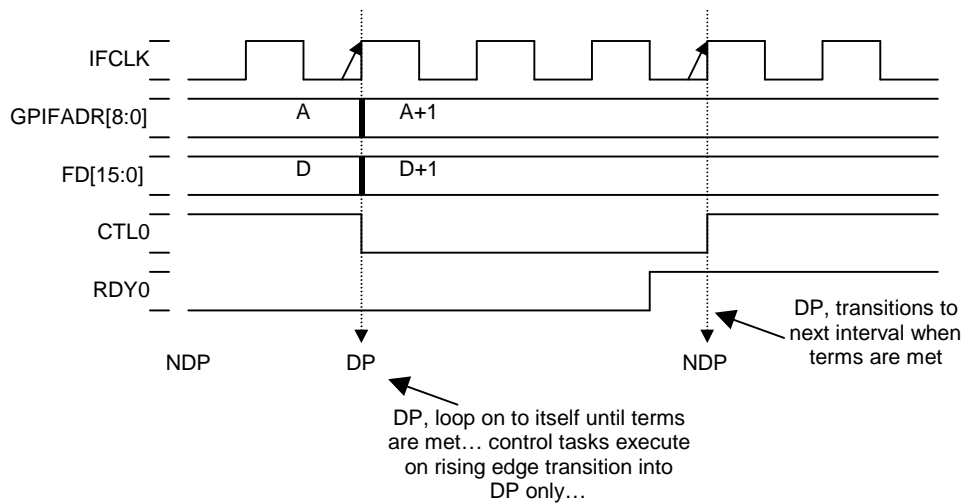 IFCLK
GPIFADR[8:0]
A
A+1
FD[15:0]
D
D+1
CTL0
RDY0
NDP
DP
NDP
DP, transitions to
next interval when
terms are met
DP, loop on to itself until terms
are met… control tasks execute
on rising edge transition into
DP only…